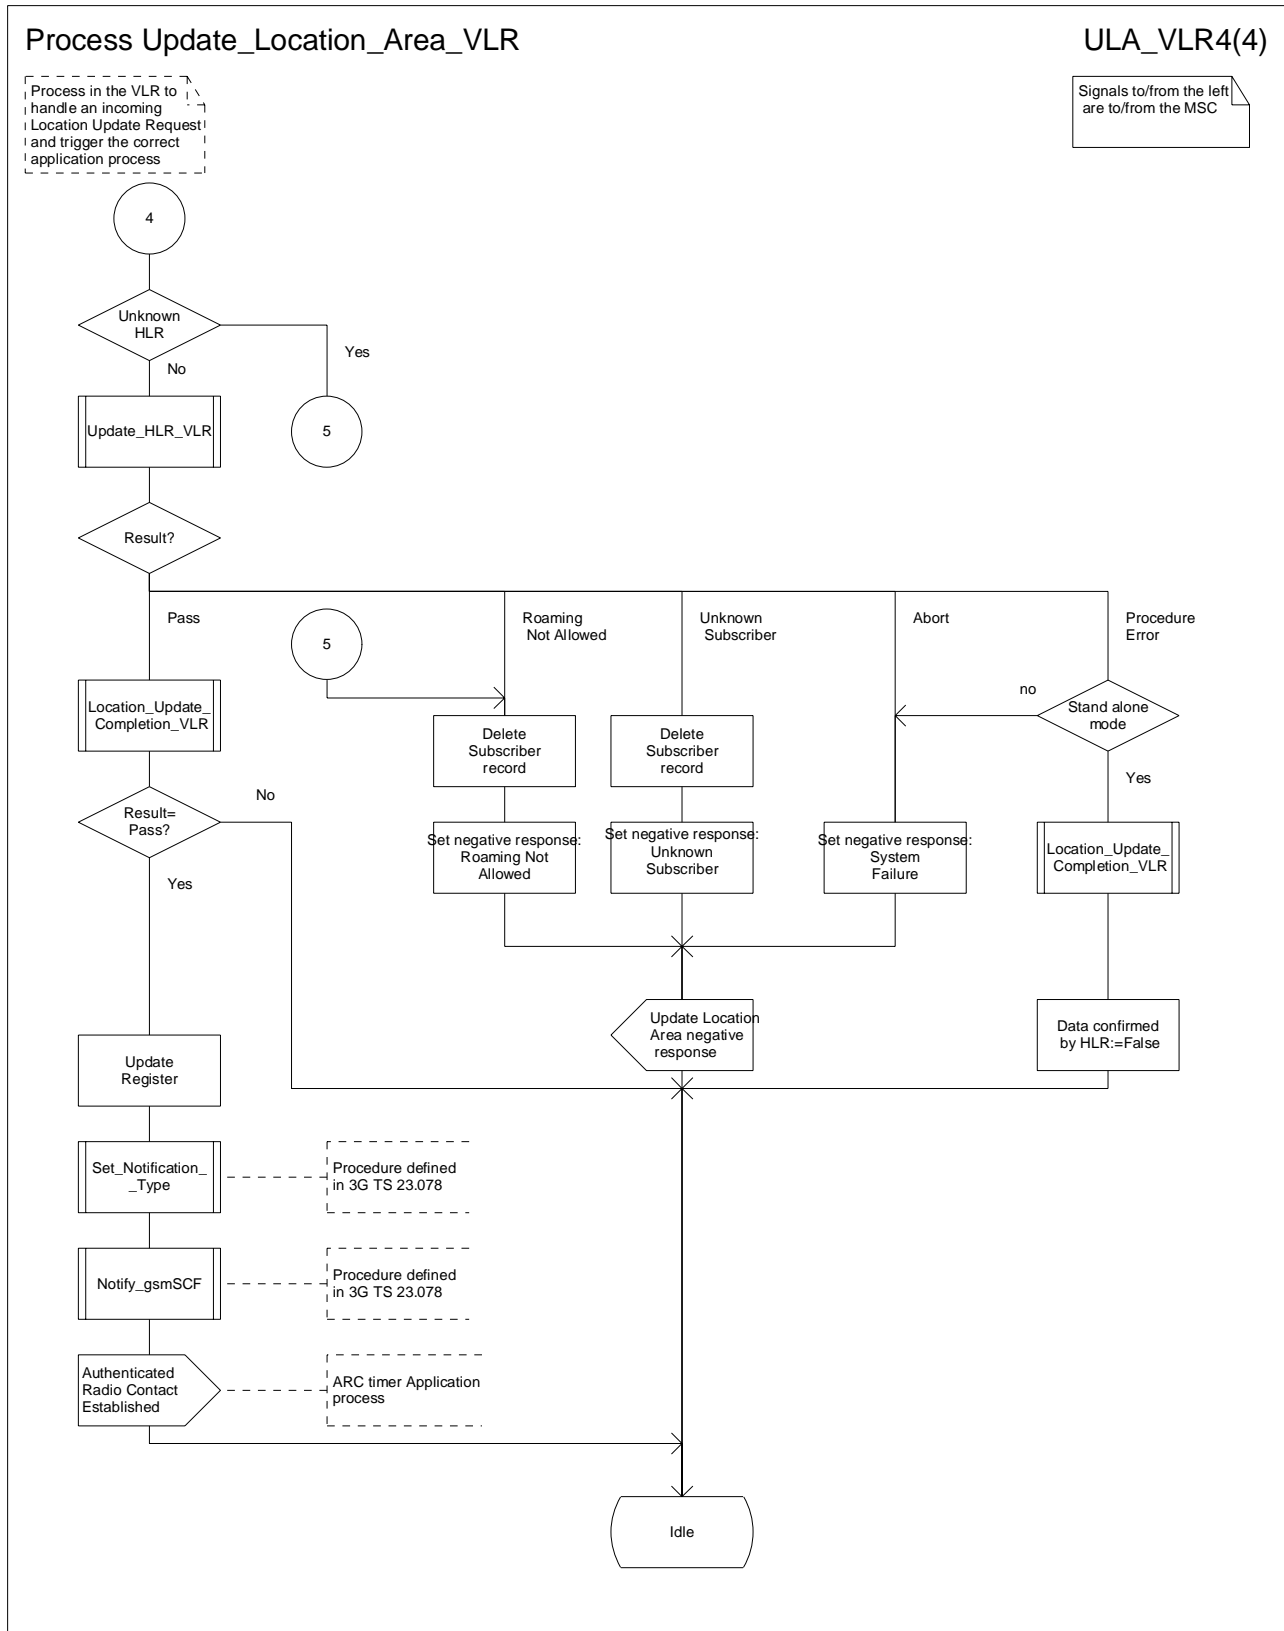 Process Update_Location_Area_VLR
ULA_VLR4(4)
Process in the VLR to
handle an incoming
Location Update Request
and trigger the correct
application process
Signals to/from the left
are to/from the MSC
4
Unknown
HLR
Yes
No
Update_HLR_VLR
5
Result?
Pass
5
Roaming
Not Allowed
Unknown
Subscriber
Abort
Procedure
Error
Location_Update_
Completion_VLR
no
Stand alone
mode
Delete
Subscriber
record
Delete
Subscriber
record
Yes
No
Result=
Pass?
Set negative response:
Roaming Not
Allowed
Set negative response:
Unknown
Subscriber
Set negative response:
System
Failure
Location_Update_
Completion_VLR
Yes
Update Location
Area negative
response
Data confirmed
by HLR:=False
Update
Register
Set_Notification_
_Type
Procedure defined
in 3G TS 23.078
Notify_gsmSCF
Procedure defined
in 3G TS 23.078
Authenticated
Radio Contact
Established
ARC timer Application
process
Idle